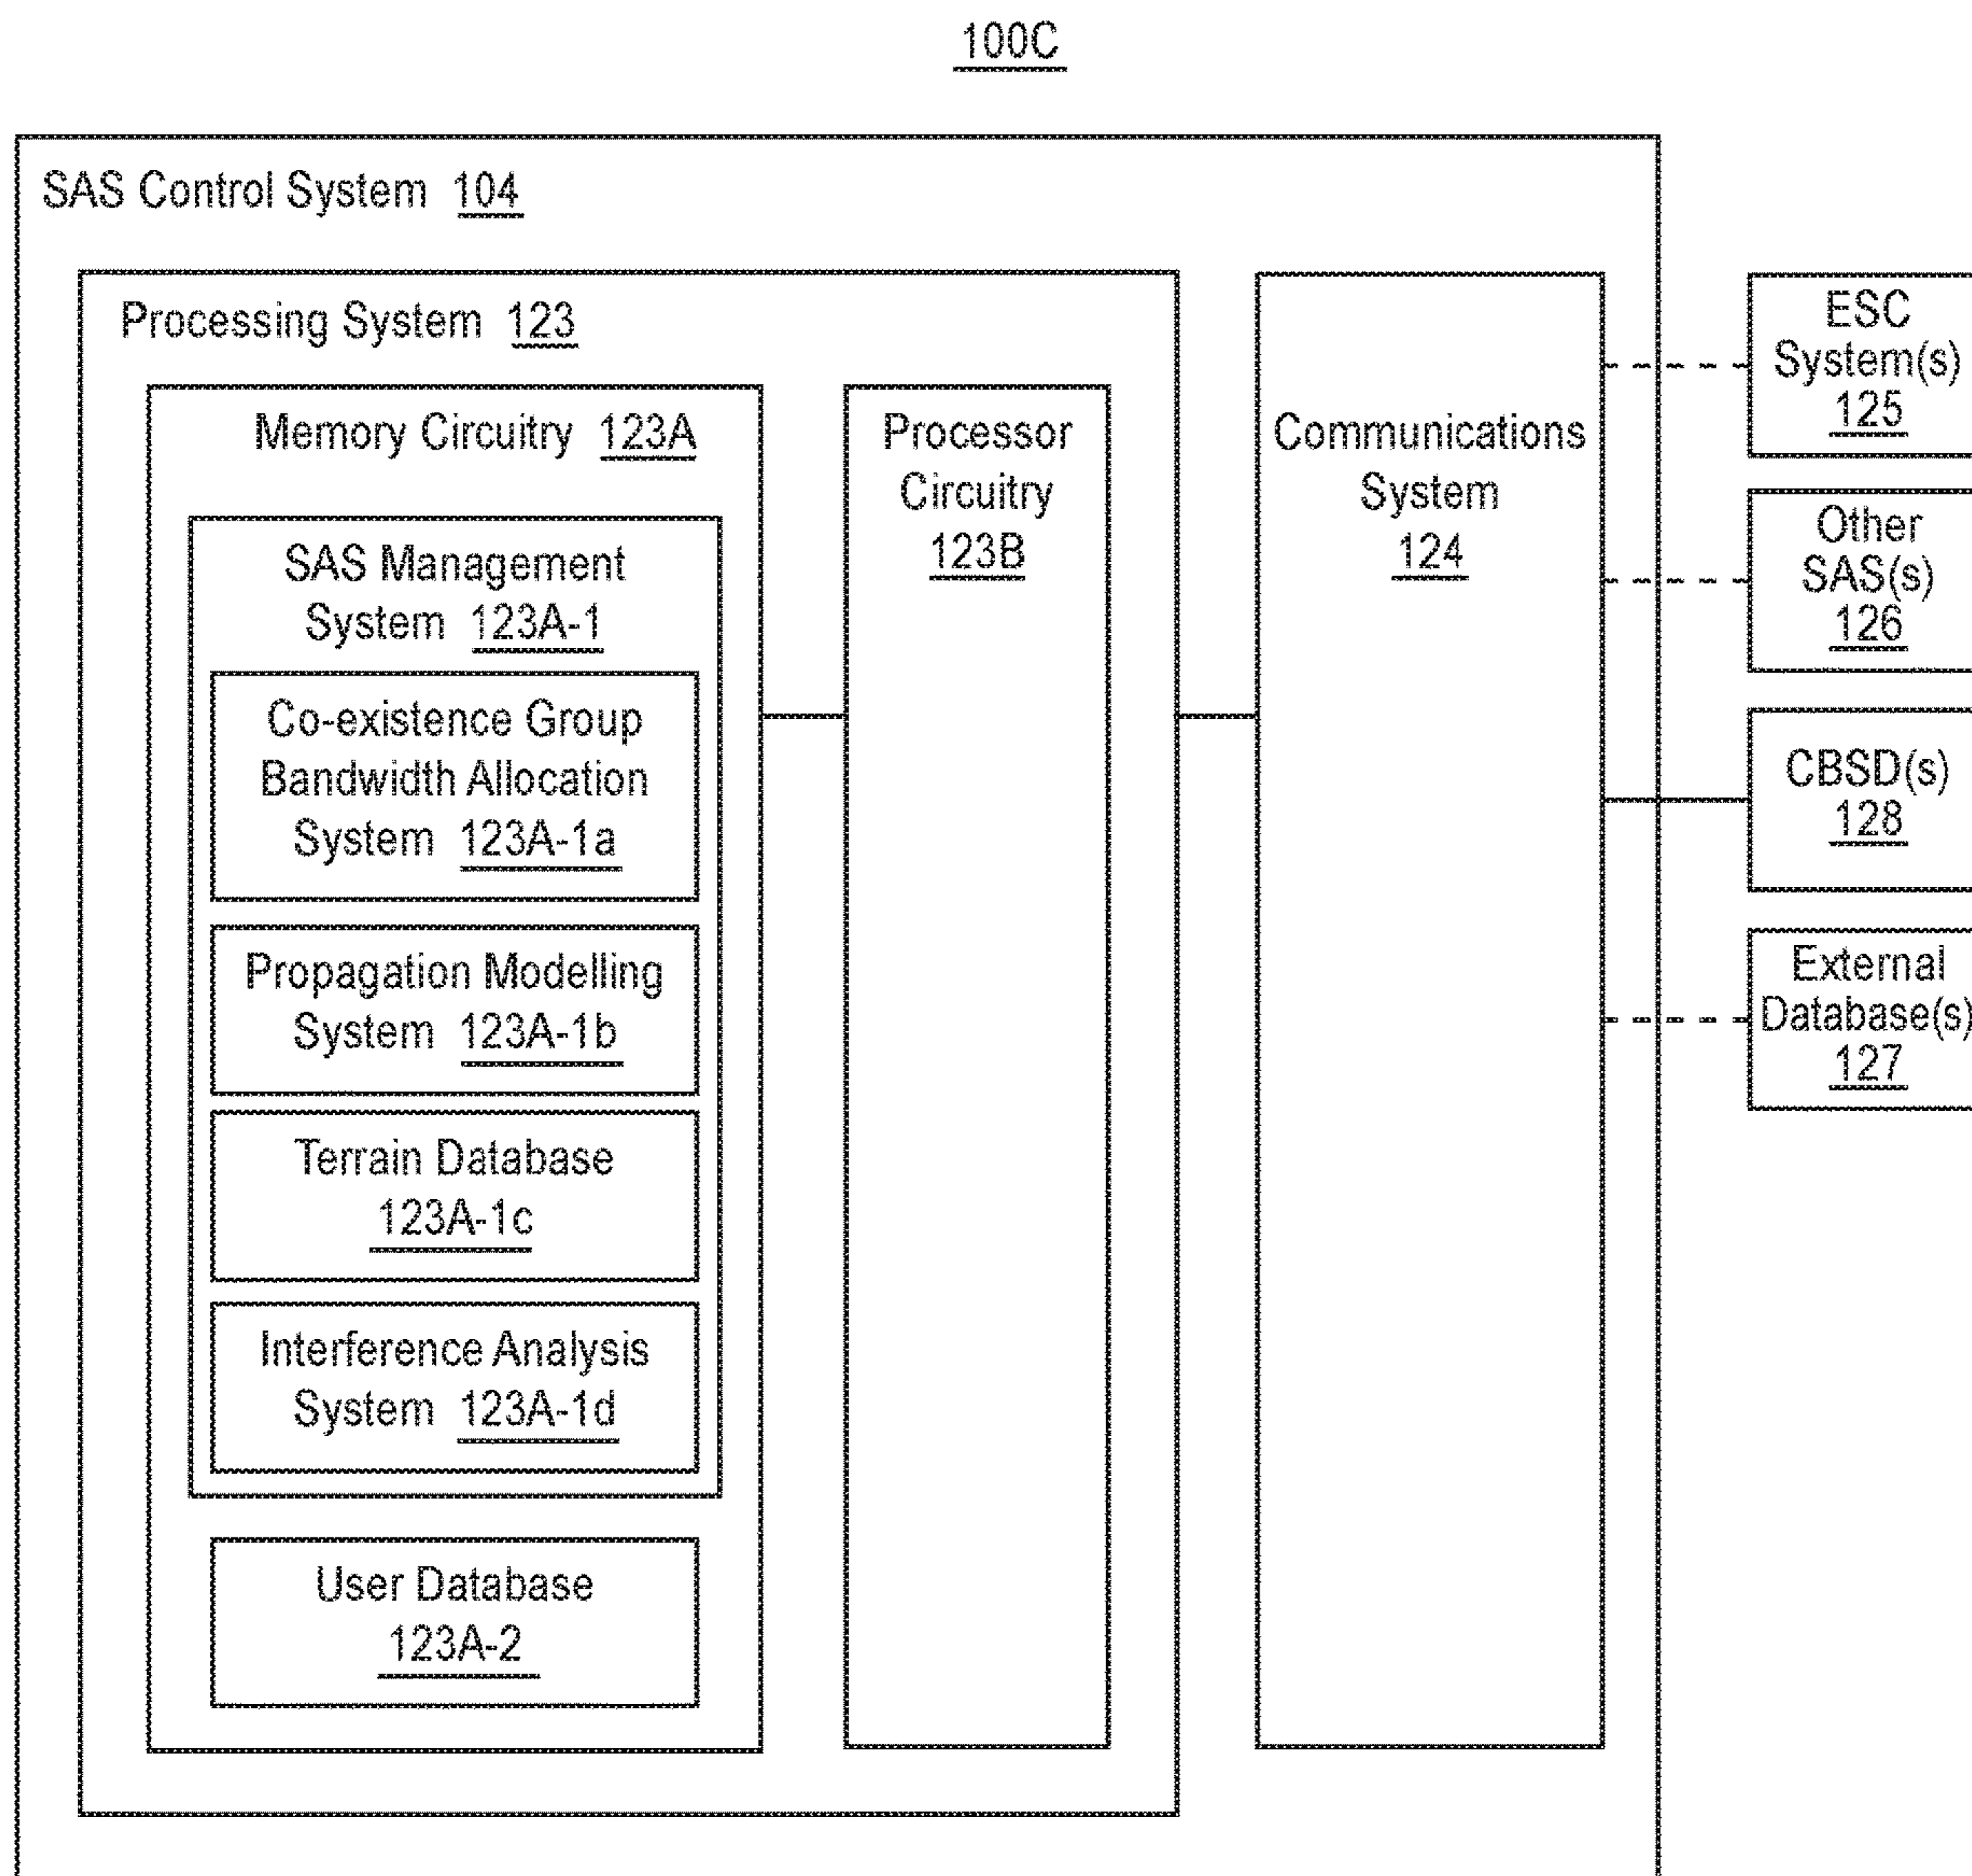 100C
SAS Control System 104
Processing System 123
Memory Circuitry 123A
SAS Management
System 123A-1
Co-existence Group
Bandwidth Allocation
System 123A-1a
Propagation Modelling
System 123A-1b
Terrain Database
123A-1c
Interference Analysis
System 123A-1d
User Database
123A-2
Processor
Circuitry
123B
Communications
System
124
ESC
System(s)
125
Other
SAS(s)
126
CBSD(s)
128
External
Database(s)
127